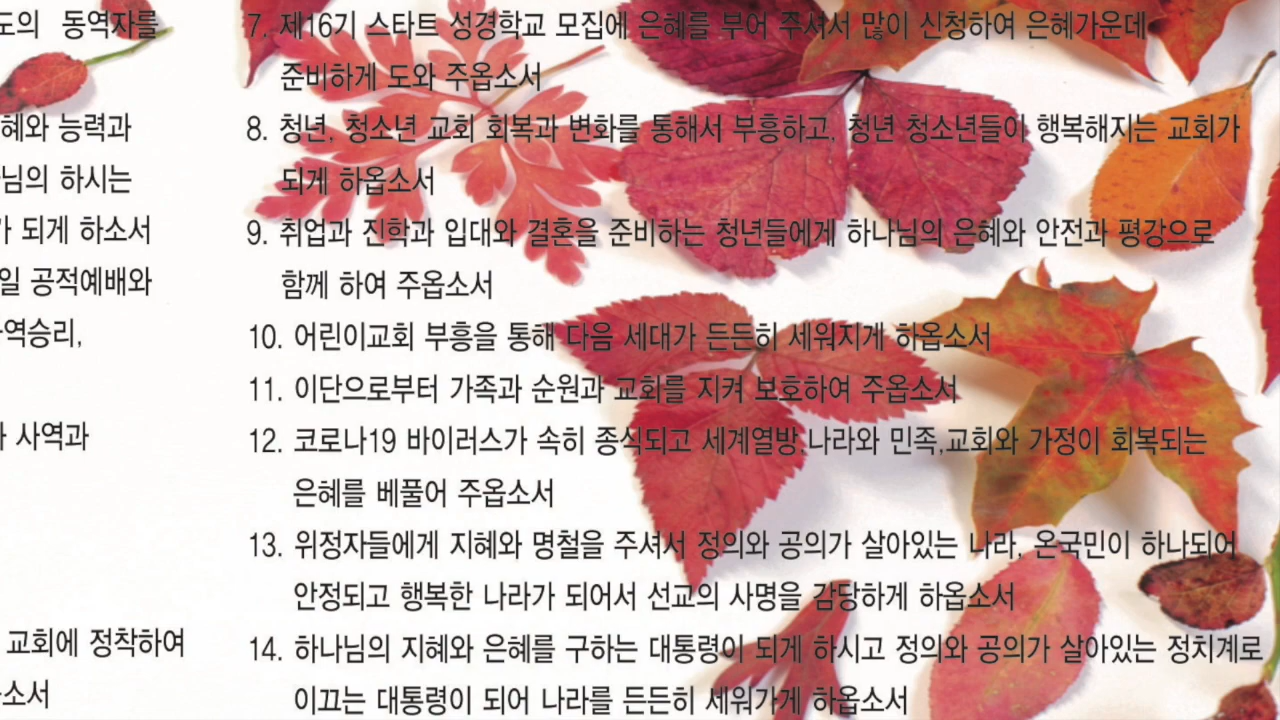 도의 동역자를
혜와 능력과
님의 하시는
가 되게 하소서
일 공적예배와
역승리,
사역과
교회에 정착하여
소서
7. 제16기 스타트 성경학교 모집에 은혜를 부어 주셔서 많이 신청하여 은혜가운데
준비하게 도와 주옵소서
8. 청년, 청소년 교회 회복과 변화를 통해서 부흥하고, 청년 청소년들이 행복해지는 교회가
되게 하옵소서
9. 취업과 진학과 입대와 결혼을 준비하는 청년들에게 하나님의 은혜와 안전과 평강으로
함께 하여 주옵소서
10. 어린이교회 부흥을 통해 다음 세대가 든든히 세워지게 하옵소서
11. 이단으로부터 가족과 순원과 교회를 지켜 보호하여 주옵소서
12. 코로나19 바이러스가 속히 종식되고 세계열방,나라와 민족,교회와 가정이 회복되는
은혜를 베풀어 주옵소서
13. 위정자들에게 지혜와 명철을 주셔서 정의와 공의가 살아있는 나라, 온국민이 하나되어
안정되고 행복한 나라가 되어서 선교의 사명을 감당하게 하옵소서
14. 하나님의 지혜와 은혜를 구하는 대통령이 되게 하시고 정의와 공의가 살아있는 정치계로
이끄는 대통령이 되어 나라를 든든히 세워가게 하옵소서